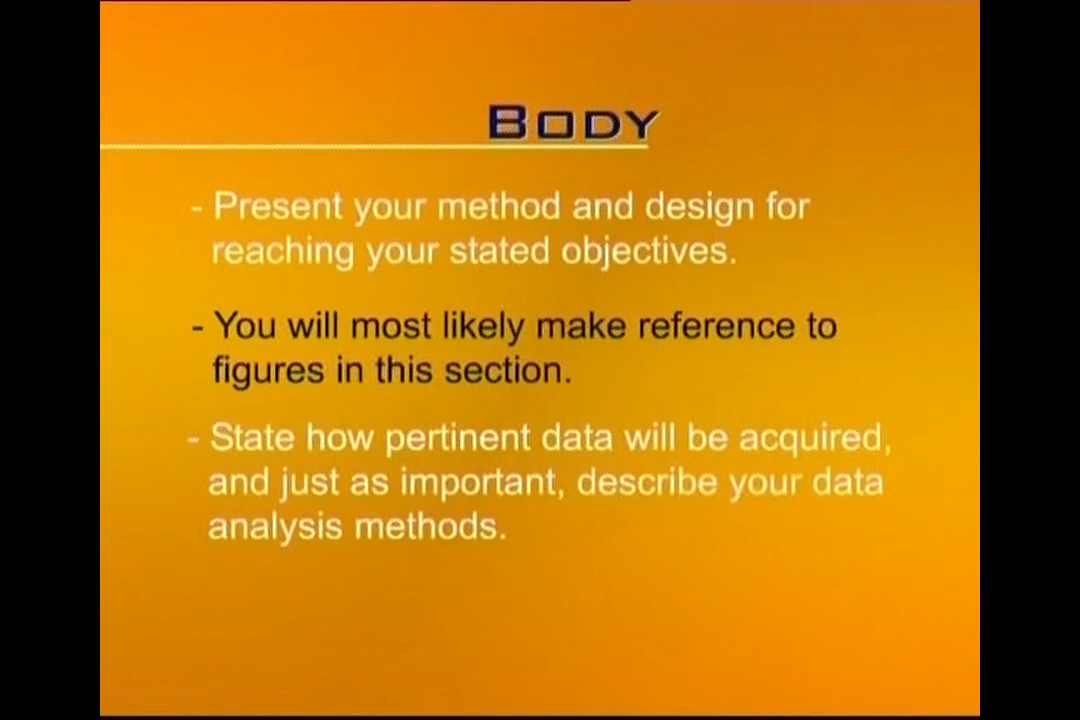 BODY
- Present your method and design for
reaching your stated objectives.
- You will most likely make reference to
figures in this section.
- State how pertinent data will be acquired,
and just as important, describe your data
analysis methods.